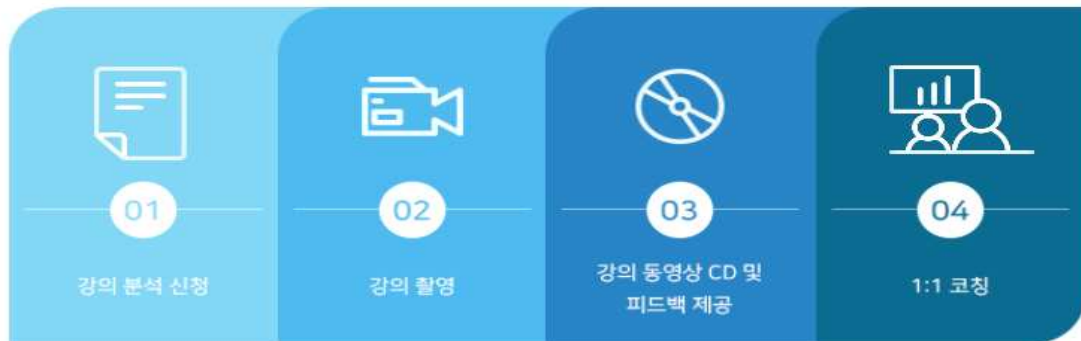 01
강의 분석 신청
02
강의 촬영
03
강의 동영상 CD 및
피드백 제공
04
1:1 코칭